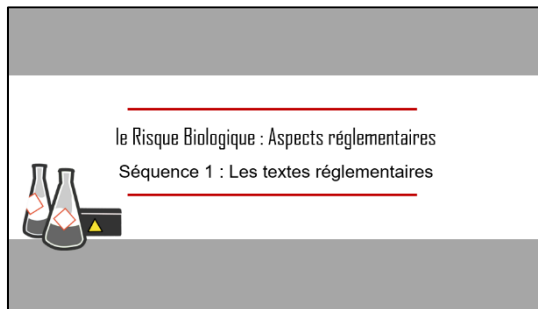 le Risque Biologique : Aspects réglementaires
Séquence 1 : Les textes réglementaires